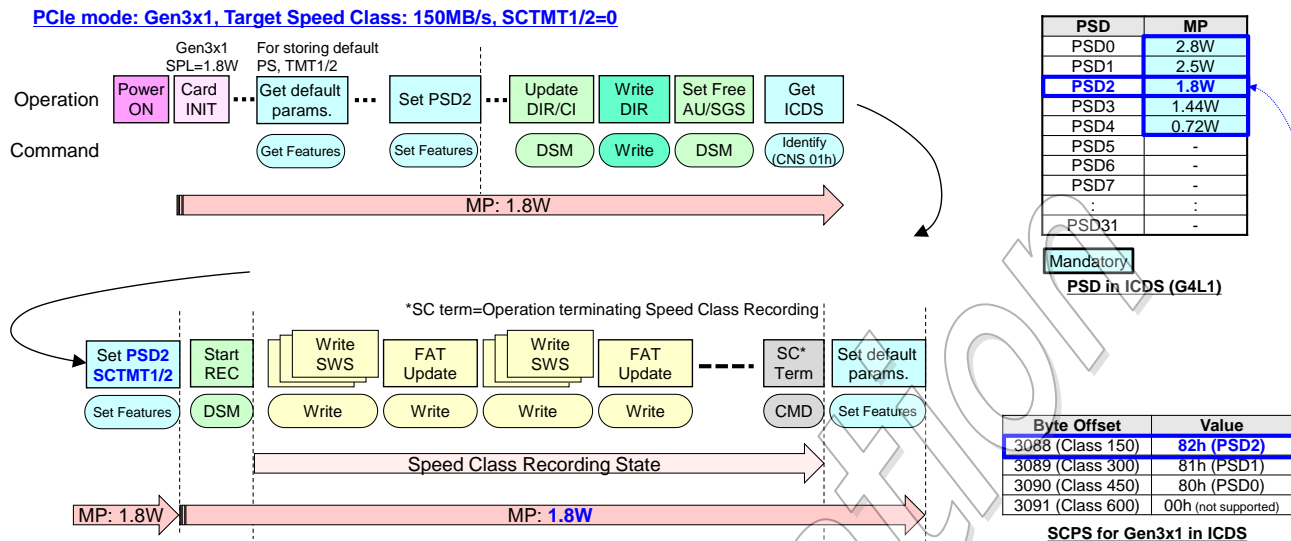 PCIe mode: Gen3x1, Target Speed Class: 150MB/s, SCTMT1/2=0
Gen3x1
SPL=1.8W
For storing default
PS, TMT1/2
Operation
Power
ON
Card
INIT
Get default
params.
Set PSD2
Update
DIR/CI
Write
DIR
Set Free
AU/SGS
Get
ICDS
Command
Get Features
Set Features
DSM
Write
DSM
Identify
(CNS 01h)
MP: 1.8W
PSD MP
PSD0 2.8W
PSD1 2.5W
PSD2 1.8W
PSD3 1.44W
PSD4 0.72W
PSD5 -
PSD6 -
PSD7 -
: :
PSD31 -
Mandatory
PSD in ICDS (G4L1)
*SC term=Operation terminating Speed Class Recording
Set PSD2
SCTMT1/2
Start
REC
Write
SWS
FAT
Update
Write
SWS
FAT
Update
SC*
Term
Set default
params.
Set Features
DSM
Write
Write
Write
Write
CMD
Set Features
Speed Class Recording State
MP: 1.8W
MP: 1.8W
Byte Offset Value
3088 (Class 150) 82h (PSD2)
3089 (Class 300) 81h (PSD1)
3090 (Class 450) 80h (PSD0)
3091 (Class 600) 00h (not supported)
SCPS for Gen3x1 in ICDS